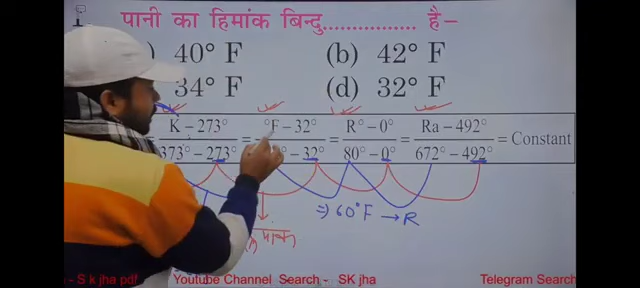 पानी का हिमांक बिन्दु............... है–
) 40° F (b) 42° F
34° F (d) 32° F
= K – 273° / 373° – 273° = °F – 32° / ° – 32° = R° – 0° / 80° – 0° = Ra – 492° / 672° – 492° = Constant
⇒ 60°F → R
- S k jha pdf YouTube Channel Search - SK jha Telegram Search